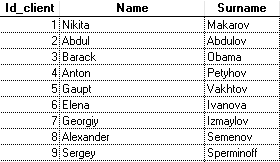 Id_client Name Surname
1 Nikita Makarov
2 Abdul Abdulov
3 Barack Obama
4 Anton Petyhov
5 Gaupt Vakhtov
6 Elena Ivanova
7 Georgiy Izmaylov
8 Alexander Semenov
9 Sergey Sperminoff